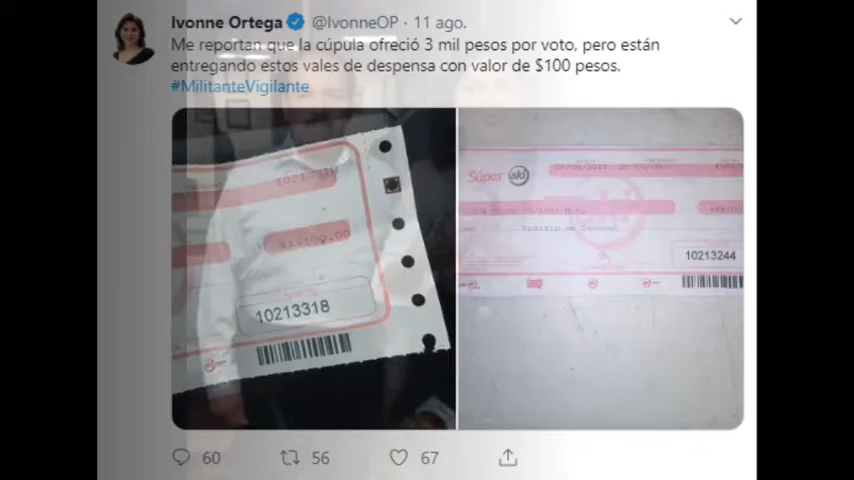 Ivonne Ortega @IvonneOP · 11 ago.
Me reportan que la cúpula ofreció 3 mil pesos por voto, pero están
entregando estos vales de despensa con valor de $100 pesos.
#MilitanteVigilante
10213318
Súper aki
10213244
60 56 67